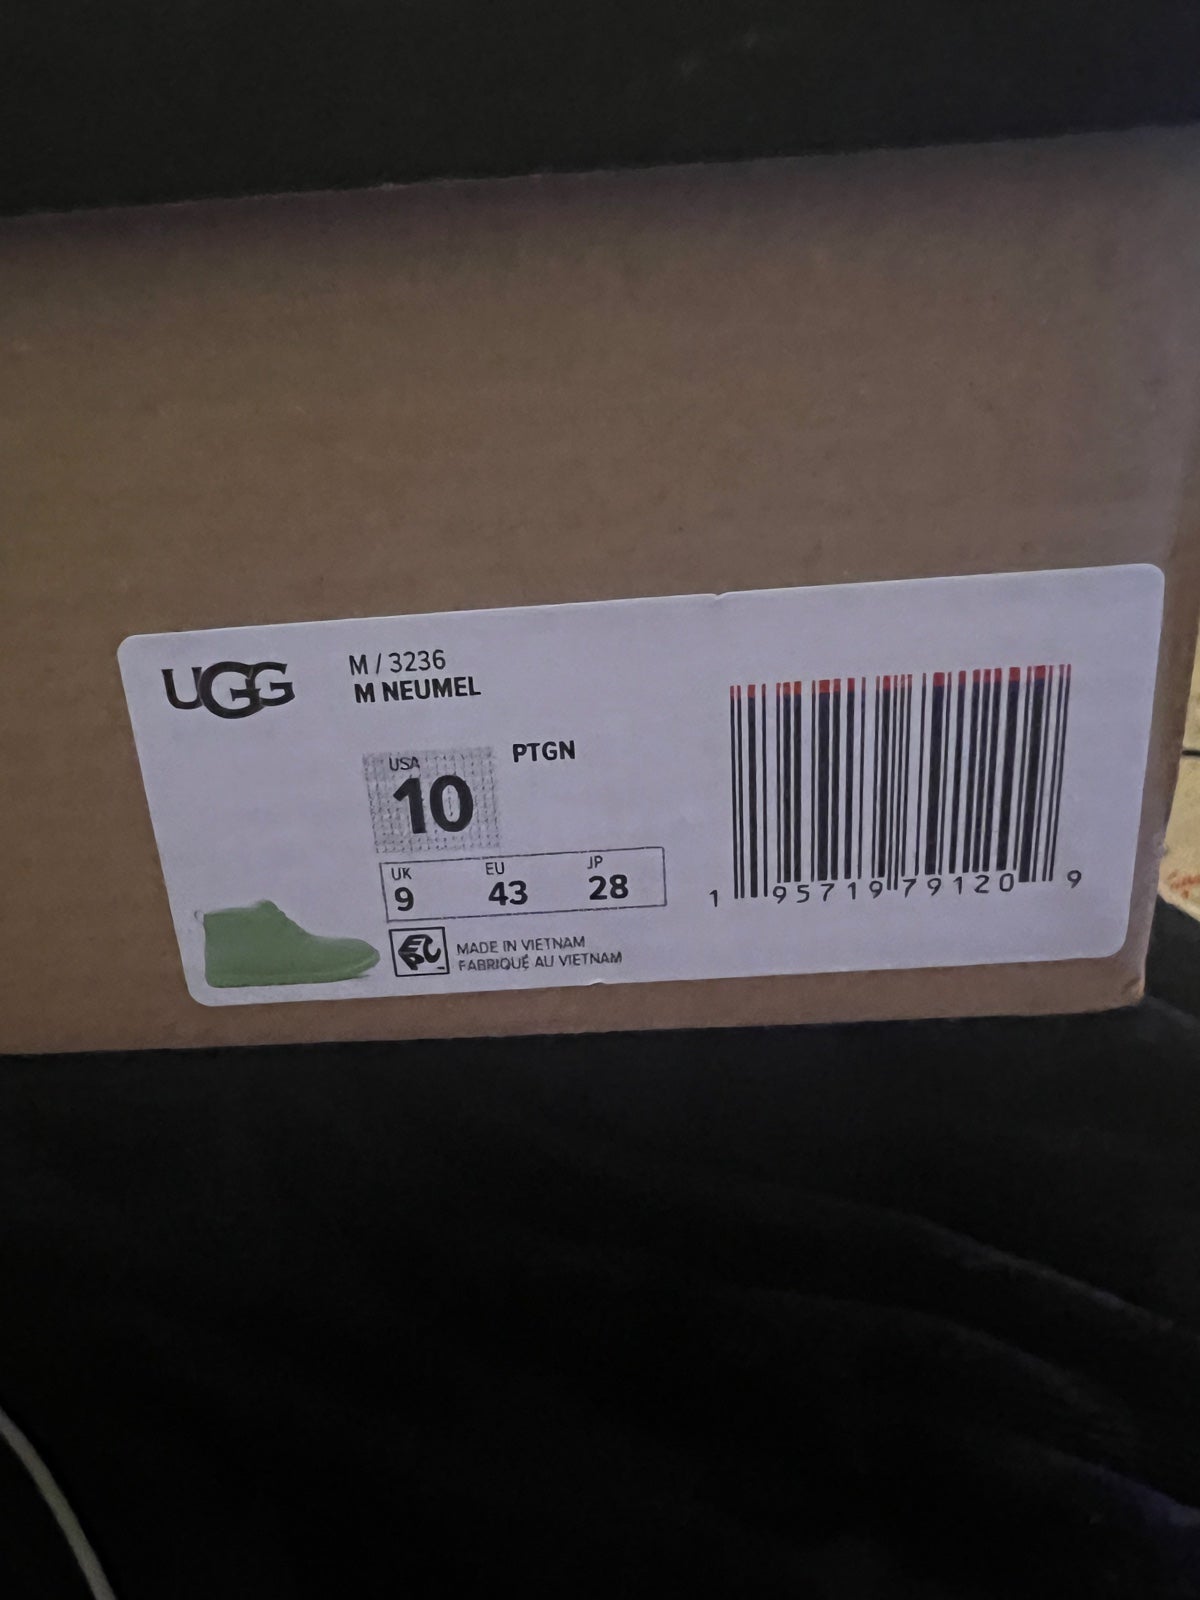 UGG
M / 3236
M NEUMEL
USA
10
PTGN
UK EU JP
9 43 28
MADE IN VIETNAM
FABRIQUÉ AU VIETNAM
1 95719 79120 9